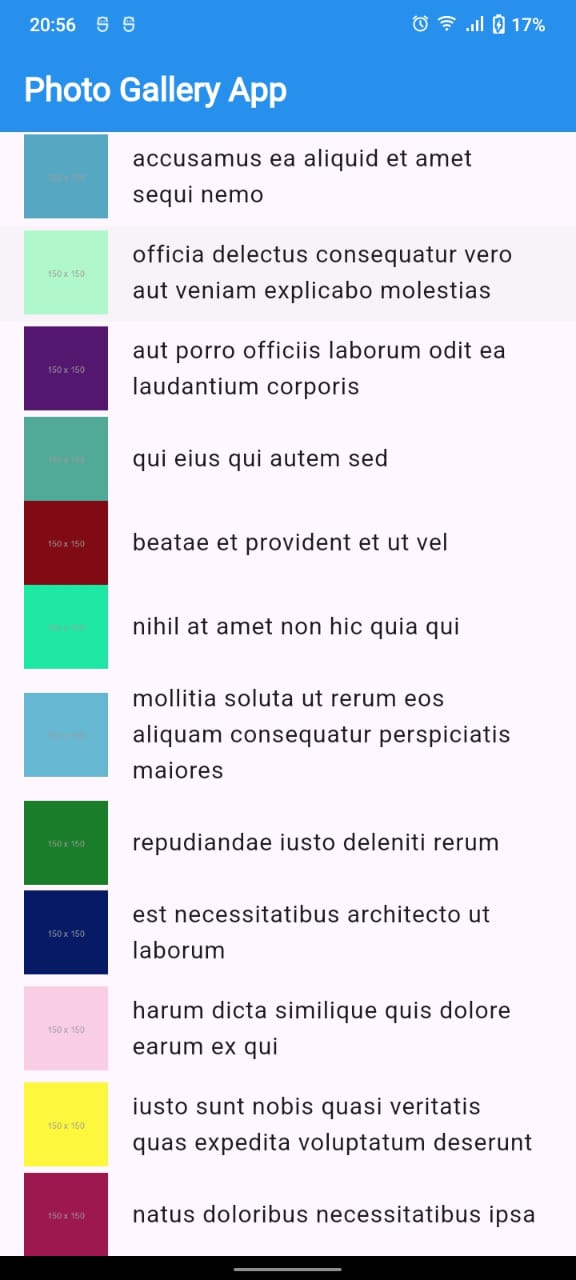 20:56
17%
Photo Gallery App
accusamus ea aliquid et amet
sequi nemo
150 x 150
officia delectus consequatur vero
aut veniam explicabo molestias
150 x 150
aut porro officiis laborum odit ea
laudantium corporis
150 x 150
qui eius qui autem sed
150 x 150
beatae et provident et ut vel
150 x 150
nihil at amet non hic quia qui
mollitia soluta ut rerum eos
aliquam consequatur perspiciatis
maiores
150 x 150
repudiandae iusto deleniti rerum
150 x 150
est necessitatibus architecto ut
laborum
150 x 150
harum dicta similique quis dolore
earum ex qui
150 x 150
iusto sunt nobis quasi veritatis
quas expedita voluptatum deserunt
150 x 150
natus doloribus necessitatibus ipsa